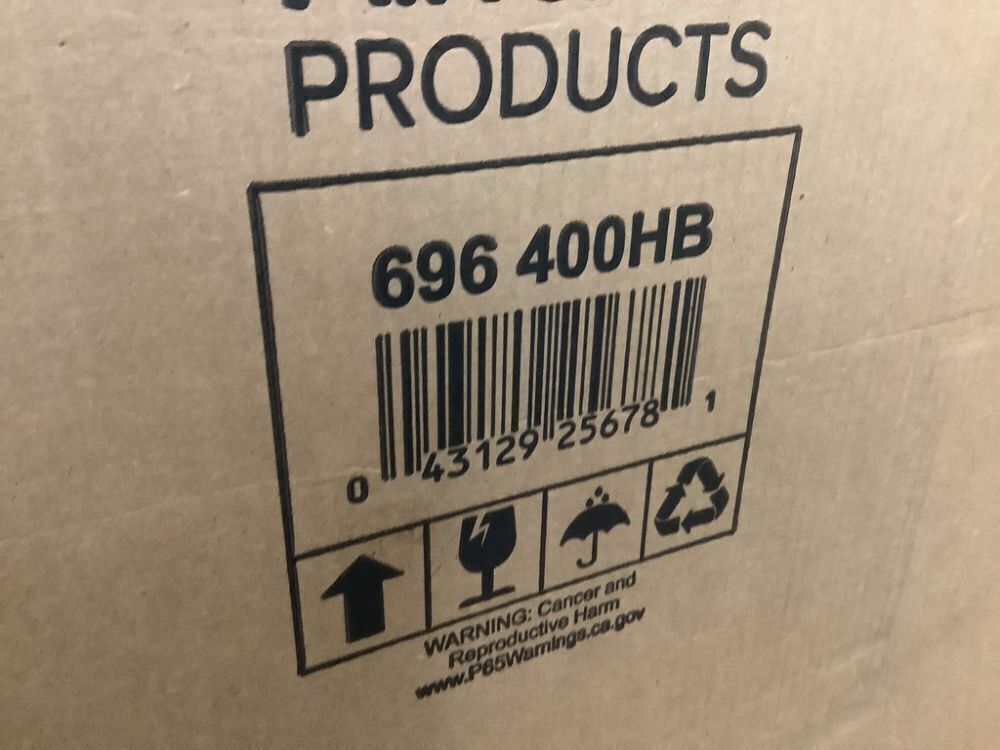 PRODUCTS
696 400HB
0 43129 25678 1
WARNING: Cancer and
Reproductive Harm
www.P65Warnings.ca.gov